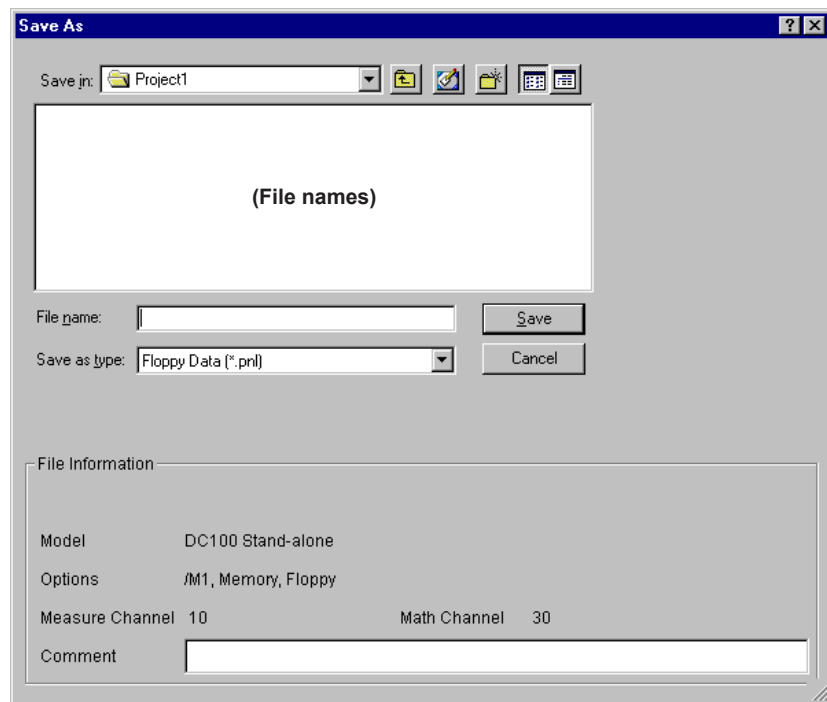 Save As
Save in: Project1
(File names)
File name:
Save
Save as type: Floppy Data (*.pnl)
Cancel
File Information
Model DC100 Stand-alone
Options /M1, Memory, Floppy
Measure Channel 10 Math Channel 30
Comment